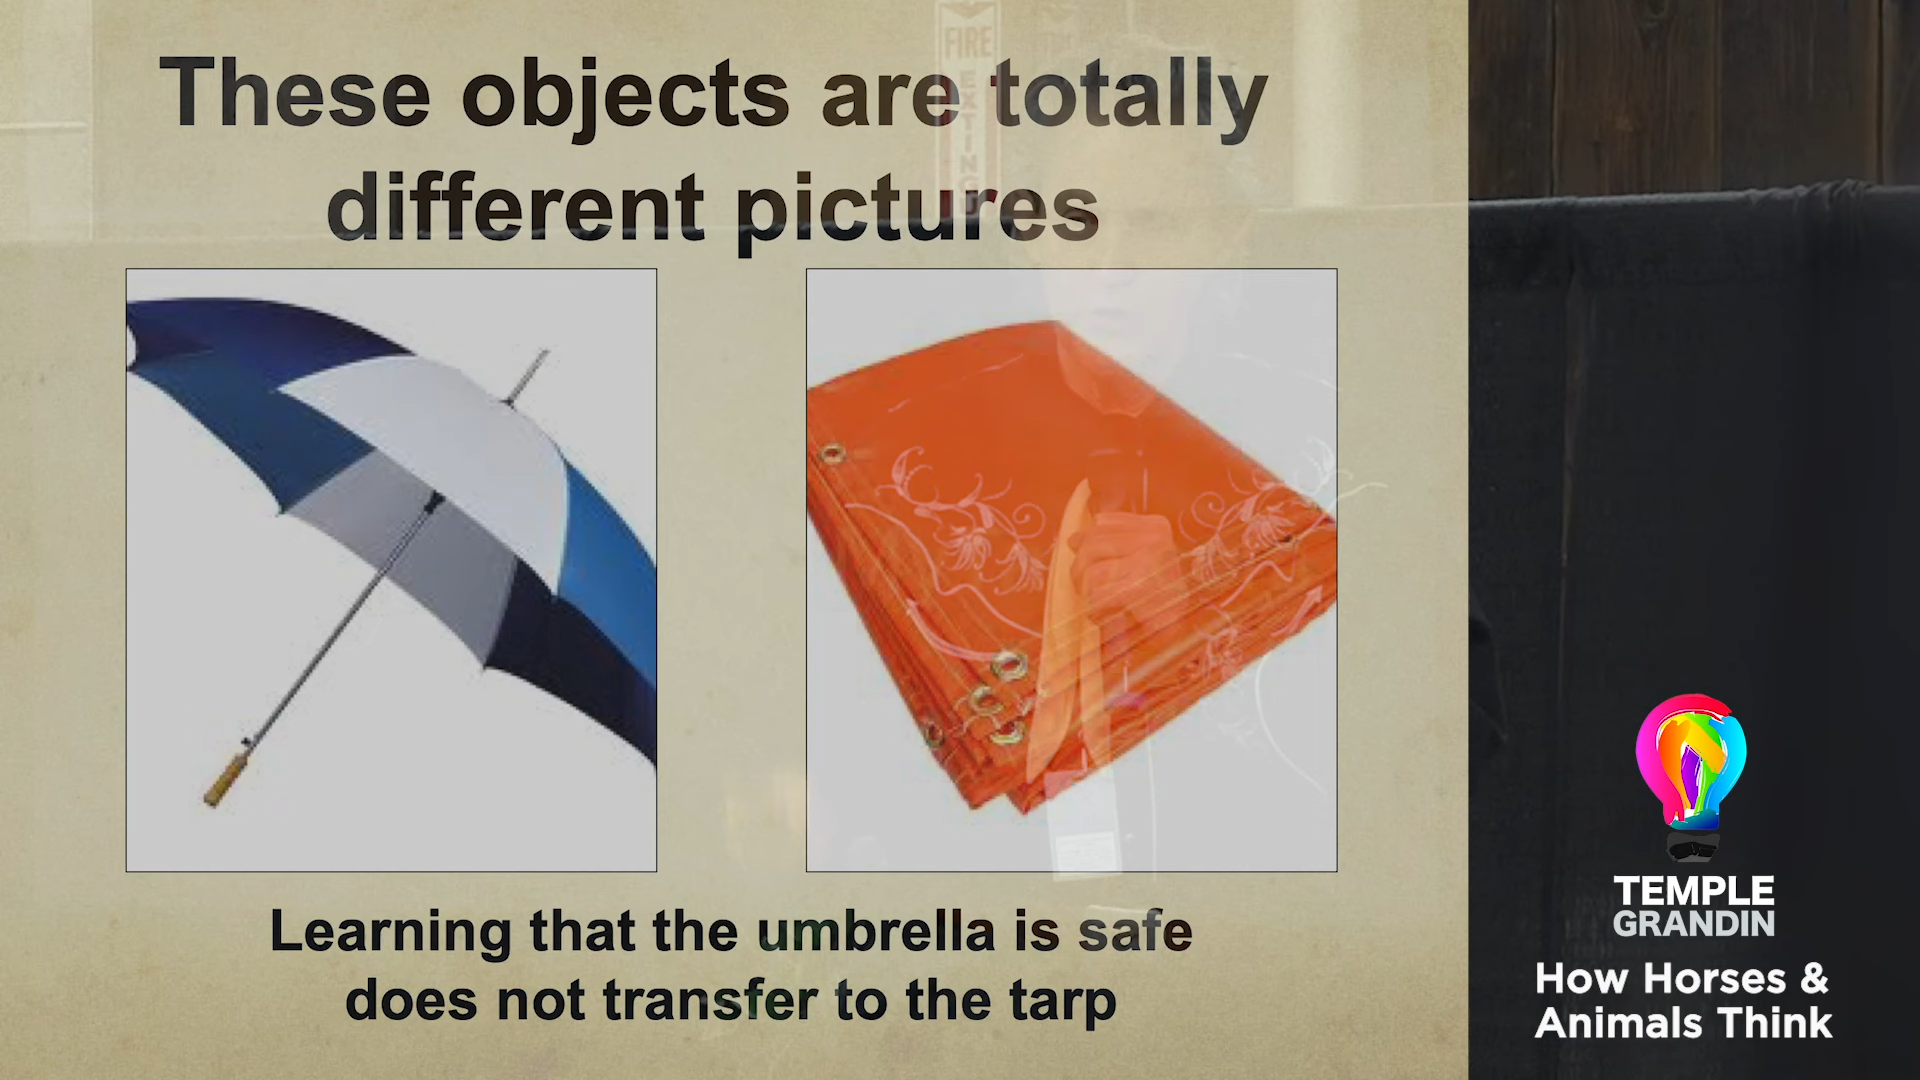 These objects are totally
different pictures
FIRE
Learning that the umbrella is safe
does not transfer to the tarp
TEMPLE
GRANDIN
How Horses &
Animals Think